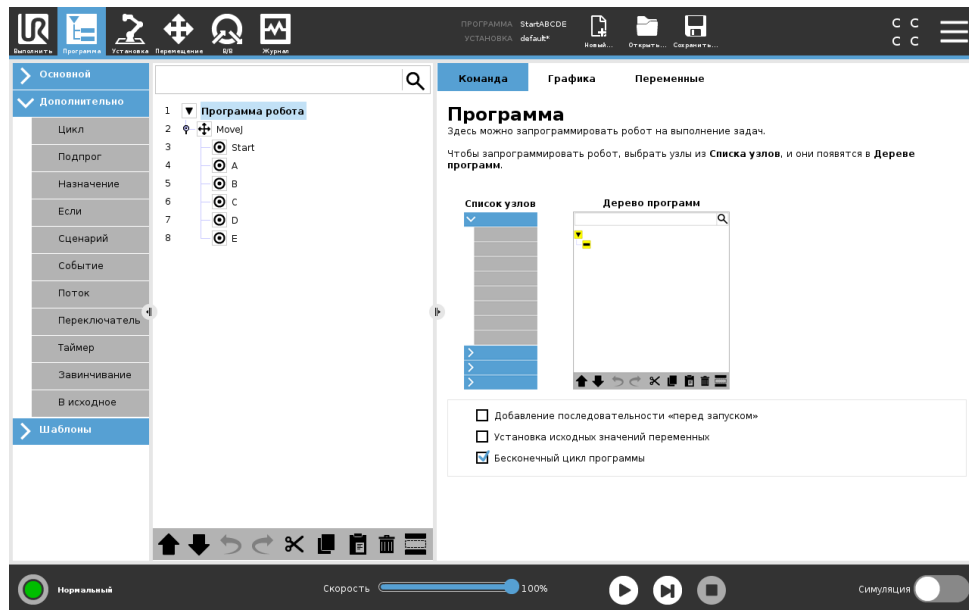 UR
Выполнить
Программа
Установка
Перемещение
В/В
Журнал
ПРОГРАММА StartABCDE
УСТАНОВКА default*
Новый...
Открыть...
Сохранить...
C C
C C
Основной
Дополнительно
Цикл
Подпрог
Назначение
Если
Сценарий
Событие
Поток
Переключатель
Таймер
Завинчивание
В исходное
Шаблоны
1 Программа робота
2 MoveJ
3 Start
4 A
5 B
6 C
7 D
8 E
Команда
Графика
Переменные
Программа
Здесь можно запрограммировать робот на выполнение задач.
Чтобы запрограммировать робот, выбрать узлы из Списка узлов, и они появятся в Дереве
программ.
Список узлов
Дерево программ
Добавление последовательности «перед запуском»
Установка исходных значений переменных
Бесконечный цикл программы
Нормальный
Скорость
100%
Симуляция